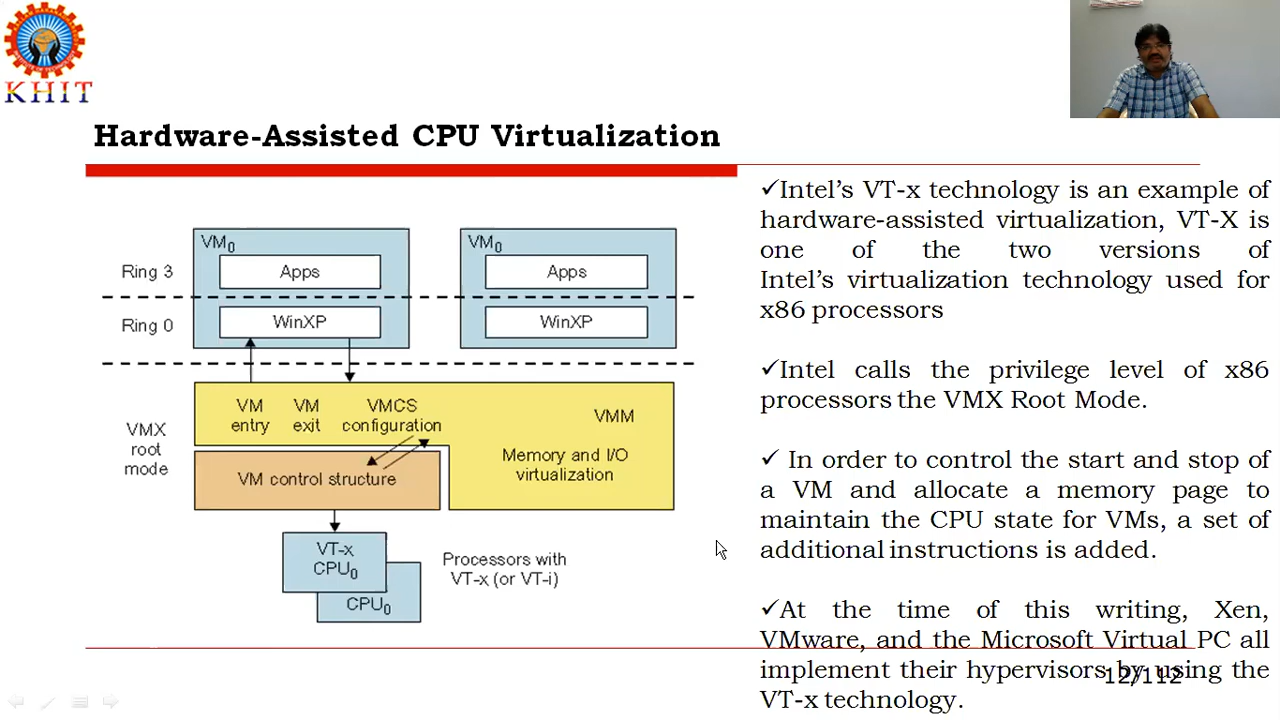 KHIT
Hardware-Assisted CPU Virtualization
VM0
VM0
Ring 3
Apps
Apps
Ring 0
WinXP
WinXP
VMX
root
mode
VM
entry
VM
exit
VMCS
configuration
VMM
Memory and I/O
virtualization
VM control structure
VT-x
CPU0
CPU0
Processors with
VT-x (or VT-i)
✓Intel's VT-x technology is an example of
hardware-assisted virtualization, VT-X is
one of the two versions of
Intel's virtualization technology used for
x86 processors
✓Intel calls the privilege level of x86
processors the VMX Root Mode.
✓ In order to control the start and stop of
a VM and allocate a memory page to
maintain the CPU state for VMs, a set of
additional instructions is added.
✓At the time of this writing, Xen,
VMware, and the Microsoft Virtual PC all
implement their hypervisors by using the
VT-x technology.
12/112